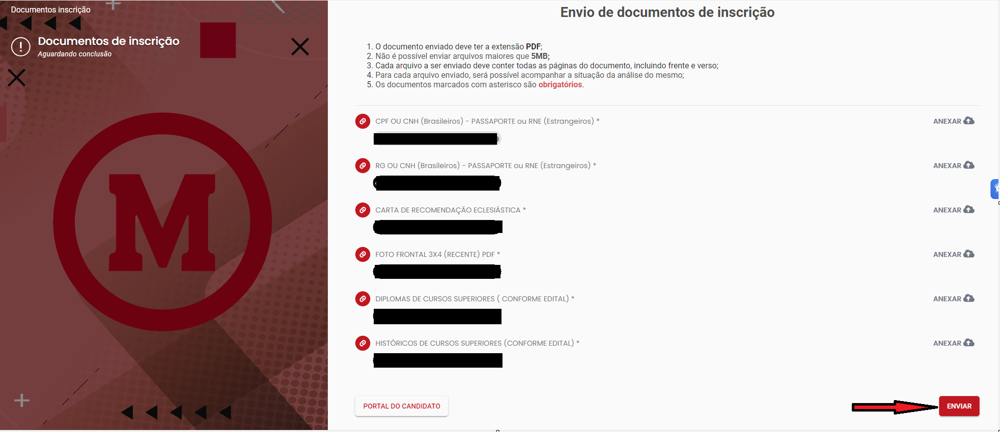 Documentos inscrição
Documentos de inscrição
Aguardando conclusão
M
Envio de documentos de inscrição
1. O documento enviado deve ter a extensão PDF;
2. Não é possível enviar arquivos maiores que 5MB;
3. Cada arquivo a ser enviado deve conter todas as páginas do documento, incluindo frente e verso;
4. Para cada arquivo enviado, será possível acompanhar a situação da análise do mesmo;
5. Os documentos marcados com asterisco são obrigatórios.
CPF OU CNH (Brasileiros) - PASSAPORTE ou RNE (Estrangeiros) * ANEXAR
RG OU CNH (Brasileiros) - PASSAPORTE ou RNE (Estrangeiros) * ANEXAR
CARTA DE RECOMENDAÇÃO ECLESIÁSTICA * ANEXAR
FOTO FRONTAL 3X4 (RECENTE) PDF * ANEXAR
DIPLOMAS DE CURSOS SUPERIORES ( CONFORME EDITAL) * ANEXAR
HISTÓRICOS DE CURSOS SUPERIORES (CONFORME EDITAL) * ANEXAR
PORTAL DO CANDIDATO ENVIAR